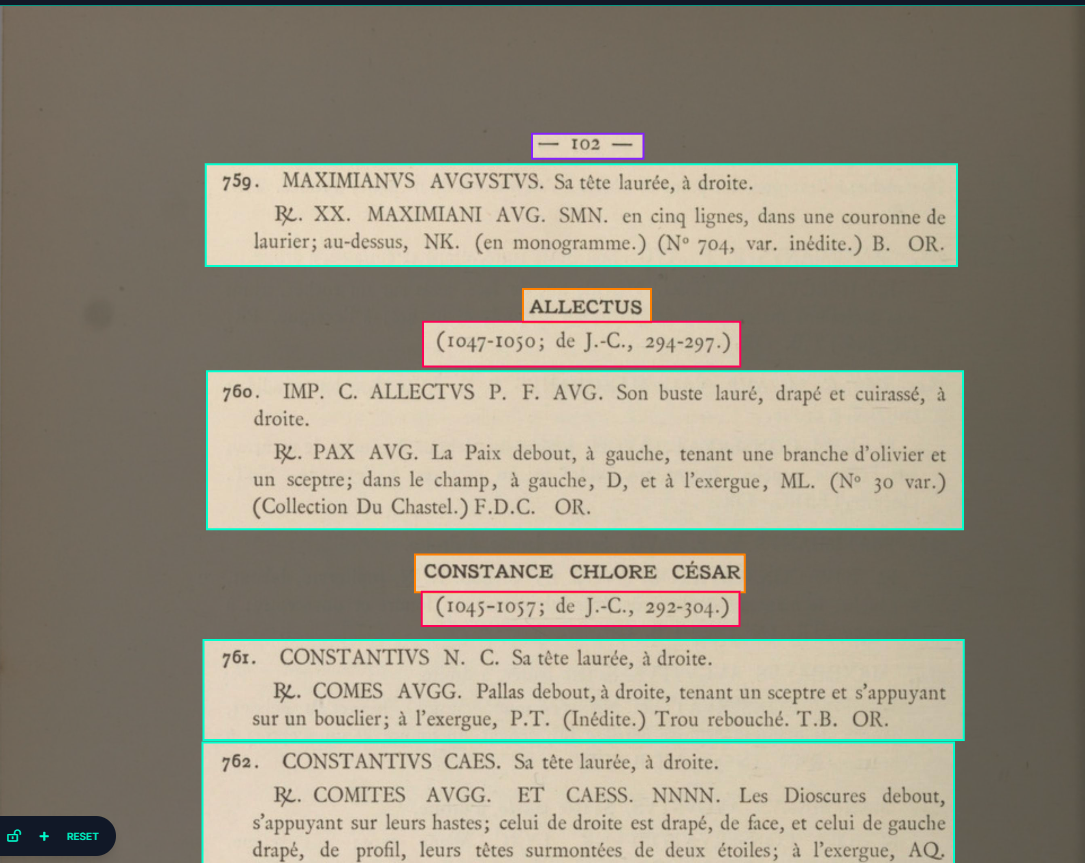 — 102 —
759. MAXIMIANVS AVGVSTVS. Sa tête laurée, à droite.
℞. XX. MAXIMIANI AVG. SMN. en cinq lignes, dans une couronne de
laurier; au-dessus, NK. (en monogramme.) (Nº 704, var. inédite.) B. OR.
ALLECTUS
(1047-1050; de J.-C., 294-297.)
760. IMP. C. ALLECTVS P. F. AVG. Son buste lauré, drapé et cuirassé, à
droite.
℞. PAX AVG. La Paix debout, à gauche, tenant une branche d'olivier et
un sceptre; dans le champ, à gauche, D, et à l'exergue, ML. (Nº 30 var.)
(Collection Du Chastel.) F.D.C. OR.
CONSTANCE CHLORE CÉSAR
(1045-1057; de J.-C., 292-304.)
761. CONSTANTIVS N. C. Sa tête laurée, à droite.
℞. COMES AVGG. Pallas debout, à droite, tenant un sceptre et s'appuyant
sur un bouclier; à l'exergue, P.T. (Inédite.) Trou rebouché. T.B. OR.
762. CONSTANTIVS CAES. Sa tête laurée, à droite.
℞. COMITES AVGG. ET CAESS. NNNN. Les Dioscures debout,
s'appuyant sur leurs hastes; celui de droite est drapé, de face, et celui de gauche
drapé, de profil, leurs têtes surmontées de deux étoiles; à l'exergue, AQ.
RESET